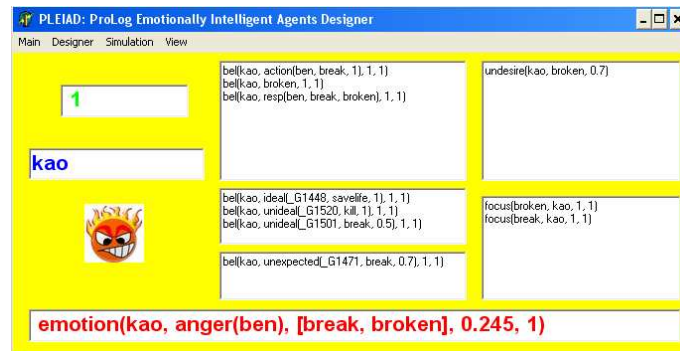 PLEIAD: ProLog Emotionally Intelligent Agents Designer
Main Designer Simulation View
1
kao
bel(kao, action(ben, break, 1), 1, 1)
bel(kao, broken, 1, 1)
bel(kao, resp(ben, break, broken), 1, 1)
undesire(kao, broken, 0.7)
bel(kao, ideal(_G1448, savelife, 1), 1, 1)
bel(kao, unideal(_G1520, kill, 1), 1, 1)
bel(kao, unideal(_G1501, break, 0.5), 1, 1)
focus(broken, kao, 1, 1)
focus(break, kao, 1, 1)
bel(kao, unexpected(_G1471, break, 0.7), 1, 1)
emotion(kao, anger(ben), [break, broken], 0.245, 1)